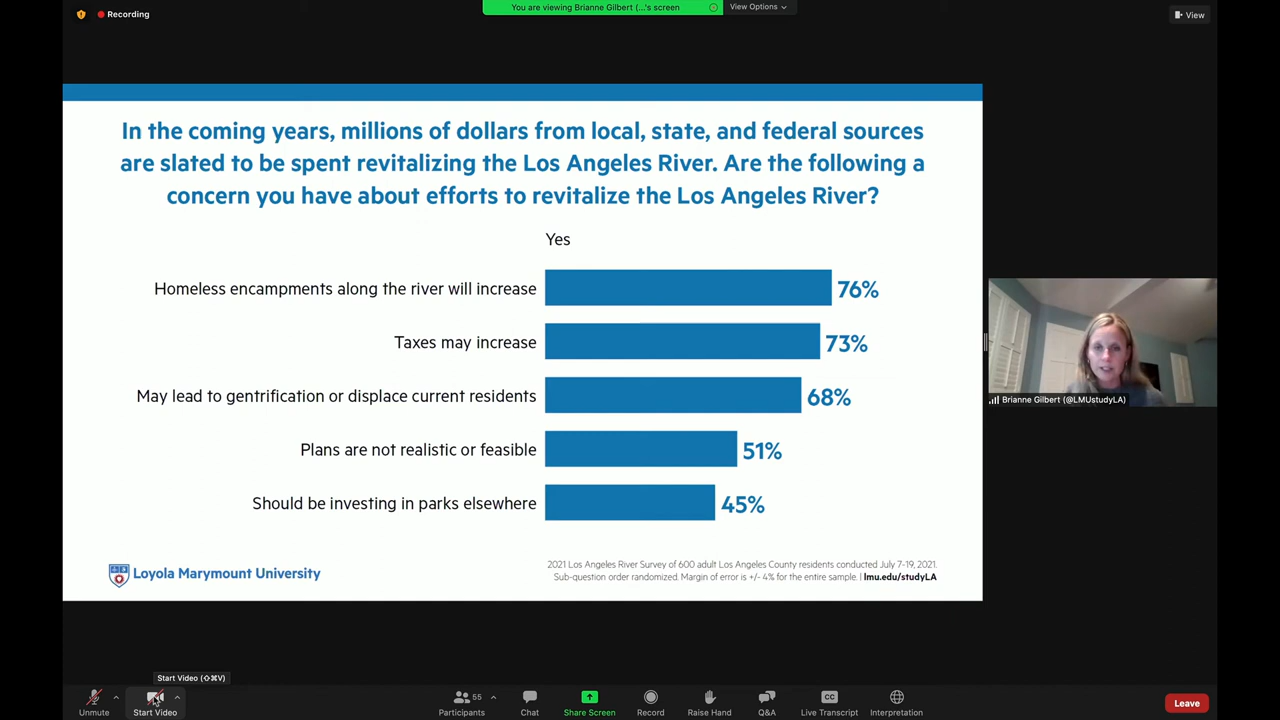 Recording
You are viewing Brianne Gilbert (...'s screen
View Options
View
In the coming years, millions of dollars from local, state, and federal sources
are slated to be spent revitalizing the Los Angeles River. Are the following a
concern you have about efforts to revitalize the Los Angeles River?
Yes
Homeless encampments along the river will increase 76%
Taxes may increase 73%
May lead to gentrification or displace current residents 68%
Plans are not realistic or feasible 51%
Should be investing in parks elsewhere 45%
Brianne Gilbert (@LMUstudyLA)
Loyola Marymount University
2021 Los Angeles River Survey of 600 adult Los Angeles County residents conducted July 7-19, 2021.
Sub-question order randomized. Margin of error is +/- 4% for the entire sample. | lmu.edu/studyLA
Start Video (⇧⌘V)
Unmute
Start Video
55
Participants
Chat
Share Screen
Record
Raise Hand
Q&A
CC
Live Transcript
Interpretation
Leave